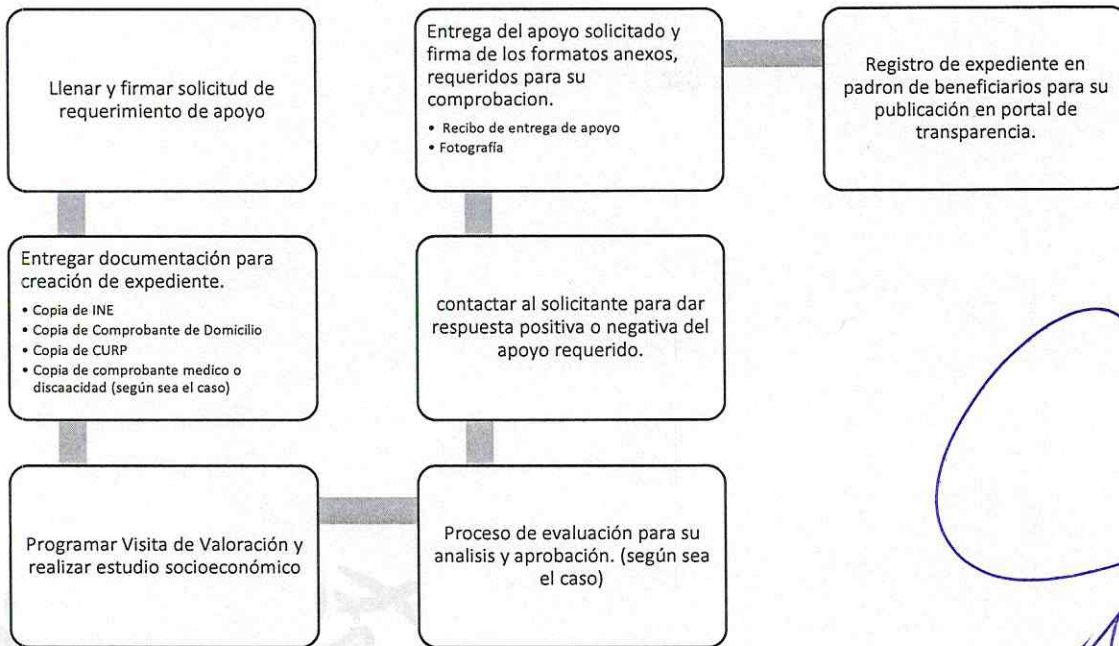 Llenar y firmar solicitud de
requerimiento de apoyo
Entregar documentación para
creación de expediente.
• Copia de INE
• Copia de Comprobante de Domicilio
• Copia de CURP
• Copia de comprobante medico o
discaacidad (según sea el caso)
Programar Visita de Valoración y
realizar estudio socioeconómico
Proceso de evaluación para su
analisis y aprobación. (según sea
el caso)
contactar al solicitante para dar
respuesta positiva o negativa del
apoyo requerido.
Entrega del apoyo solicitado y
firma de los formatos anexos,
requeridos para su
comprobacion.
• Recibo de entrega de apoyo
• Fotografía
Registro de expediente en
padron de beneficiarios para su
publicación en portal de
transparencia.